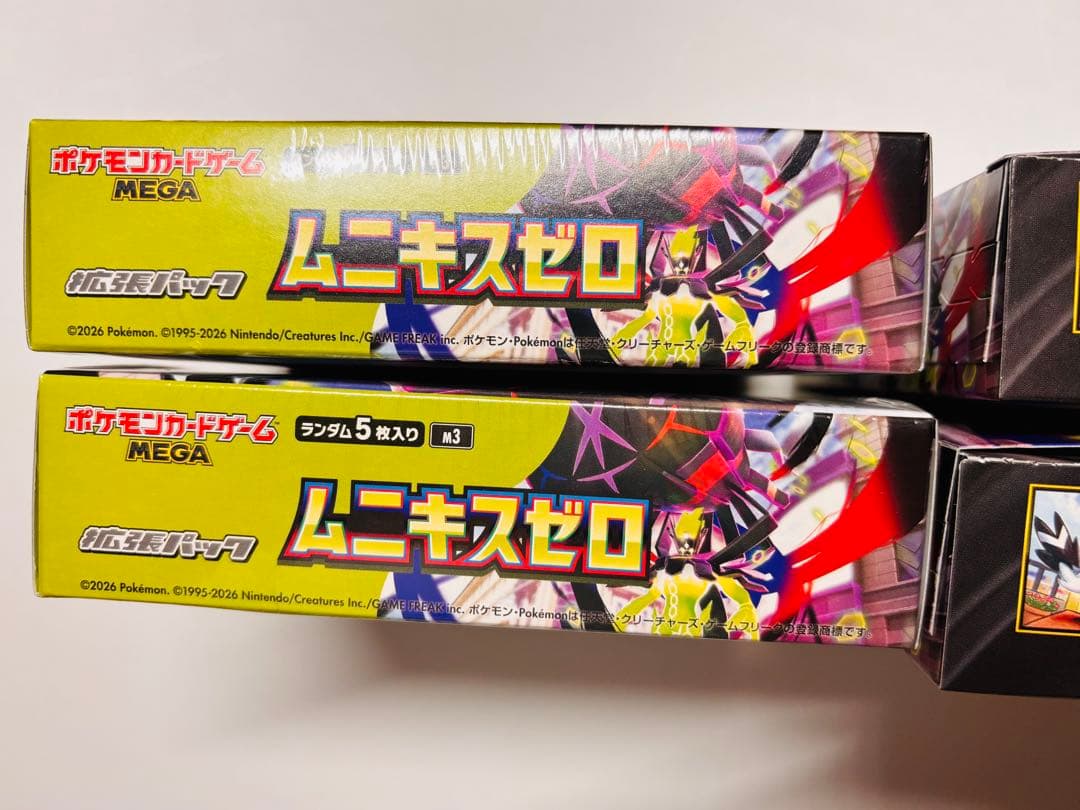 ポケモンカードゲーム
MEGA
ムニキスゼロ
拡張パック
©2026 Pokémon. ©1995-2026 Nintendo/Creatures Inc./GAME FREAK inc. ポケモン・Pokémonは任天堂・クリーチャーズ・ゲームフリークの登録商標です。
ポケモンカードゲーム
MEGA
ランダム5枚入り M3
ムニキスゼロ
拡張パック
©2026 Pokémon. ©1995-2026 Nintendo/Creatures Inc./GAME FREAK inc. ポケモン・Pokémonは任天堂・クリーチャーズ・ゲームフリークの登録商標です。